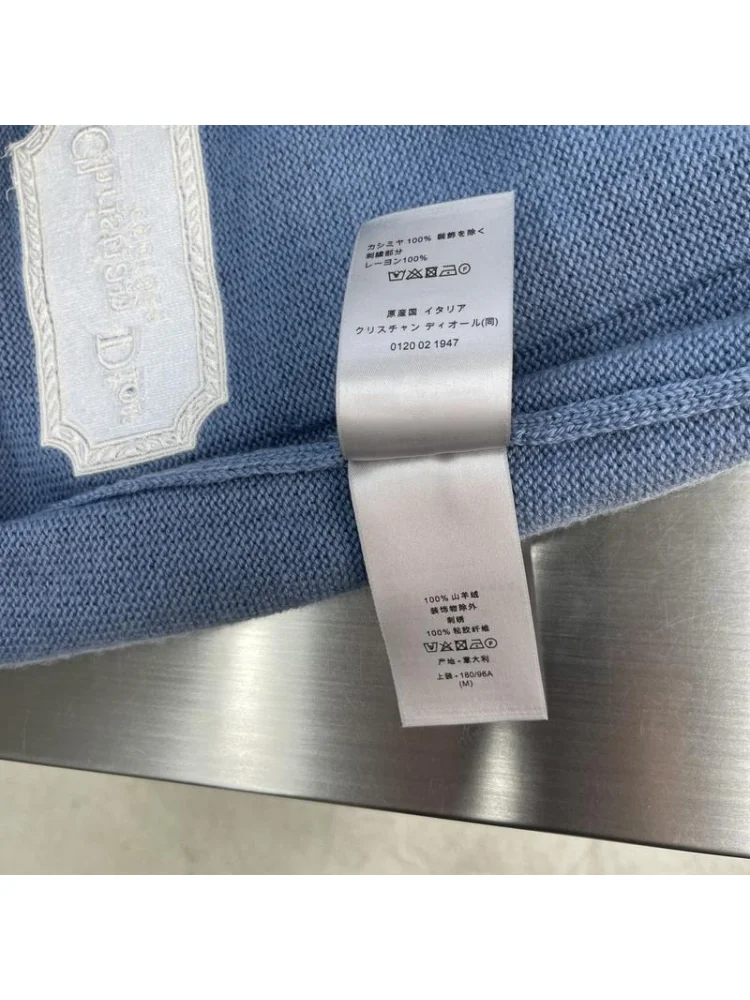 Christian Dior
カシミヤ 100% 装飾を除く
刺繍部分
レーヨン100%
原産国 イタリア
クリスチャン ディオール(同)
0120 02 1947
100% 山羊绒
装饰物除外
刺绣
100% 粘胶纤维
产地 - 意大利
上装 - 180/96A
(M)